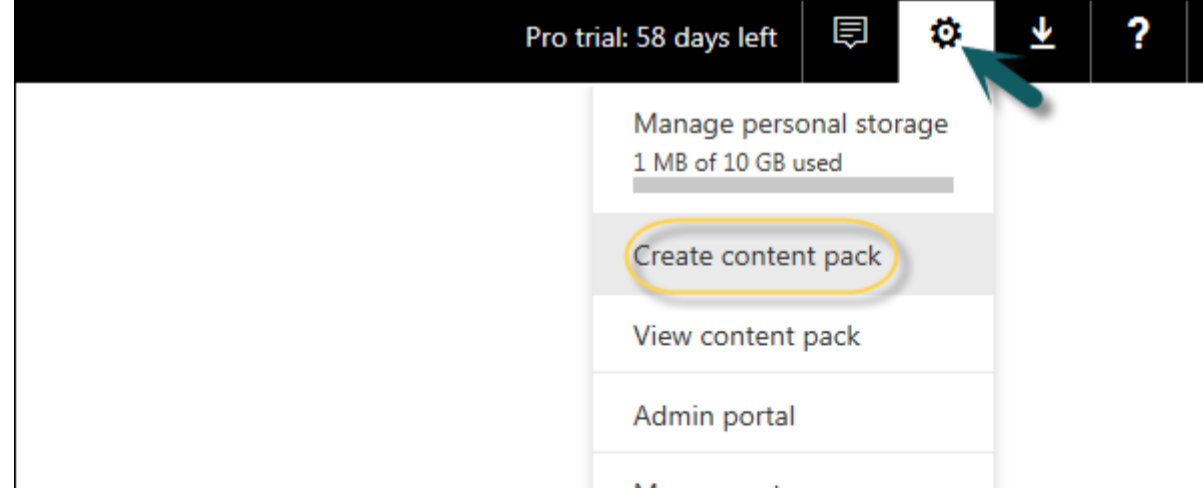 Pro trial: 58 days left
?
Manage personal storage
1 MB of 10 GB used
Create content pack
View content pack
Admin portal